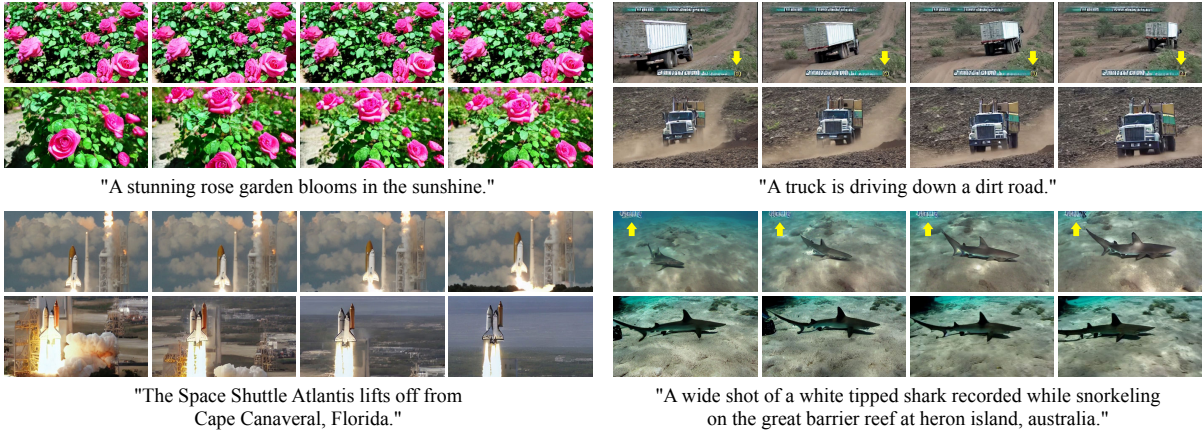 "A stunning rose garden blooms in the sunshine."
"A truck is driving down a dirt road."
"The Space Shuttle Atlantis lifts off from
Cape Canaveral, Florida."
"A wide shot of a white tipped shark recorded while snorkeling
on the great barrier reef at heron island, australia."